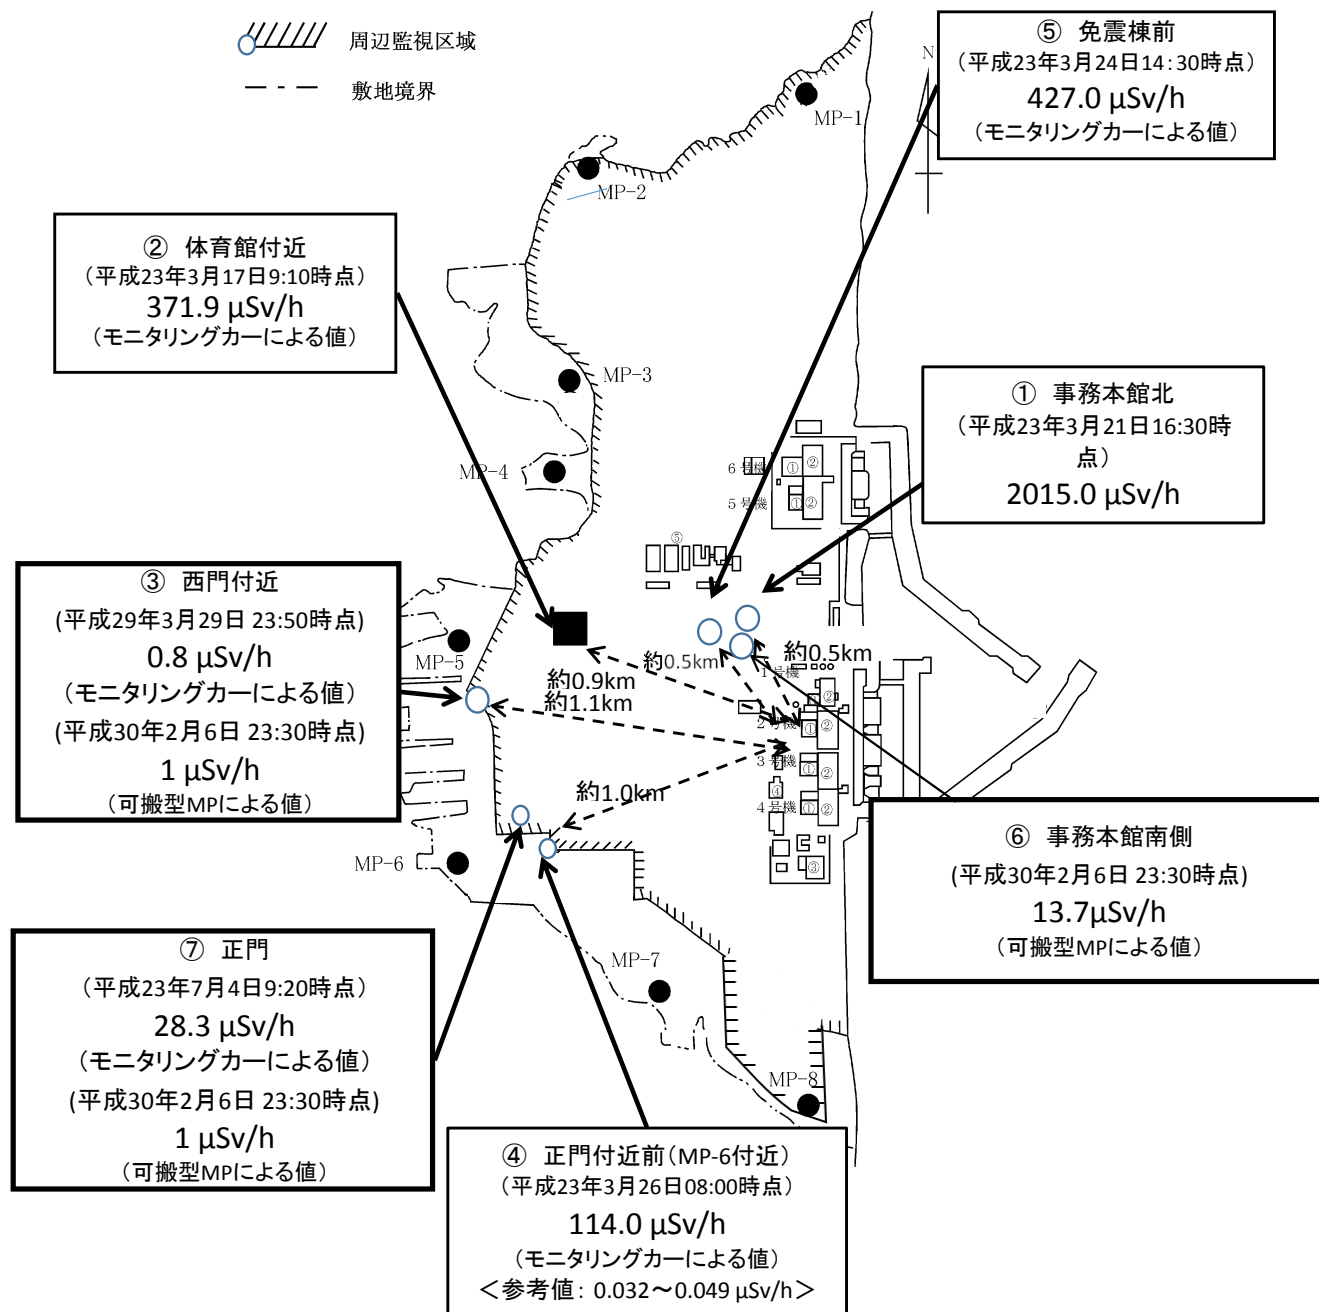 周辺監視区域
敷地境界
⑤ 免震棟前
（平成23年3月24日14:30時点）
427.0 μSv/h
（モニタリングカーによる値）
N
MP-1
MP-2
② 体育館付近
（平成23年3月17日9:10時点）
371.9 μSv/h
（モニタリングカーによる値）
MP-3
MP-4
① 事務本館北
（平成23年3月21日16:30時
点）
2015.0 μSv/h
6号機
① ②
5号機
① ②
⑤
③ 西門付近
(平成29年3月29日 23:50時点)
0.8 μSv/h
（モニタリングカーによる値）
(平成30年2月6日 23:30時点)
1 μSv/h
（可搬型MPによる値）
MP-5
約0.9km
約1.1km
約0.5km
約0.5km
1号機
②
2号機
① ②
3号機
① ②
④
4号機
① ②
③
約1.0km
MP-6
⑥ 事務本館南側
(平成30年2月6日 23:30時点)
13.7μSv/h
（可搬型MPによる値）
⑦ 正門
（平成23年7月4日9:20時点）
28.3 μSv/h
（モニタリングカーによる値）
(平成30年2月6日 23:30時点)
1 μSv/h
（可搬型MPによる値）
MP-7
MP-8
④ 正門付近前（MP-6付近）
（平成23年3月26日08:00時点）
114.0 μSv/h
（モニタリングカーによる値）
＜参考値： 0.032～0.049 μSv/h＞